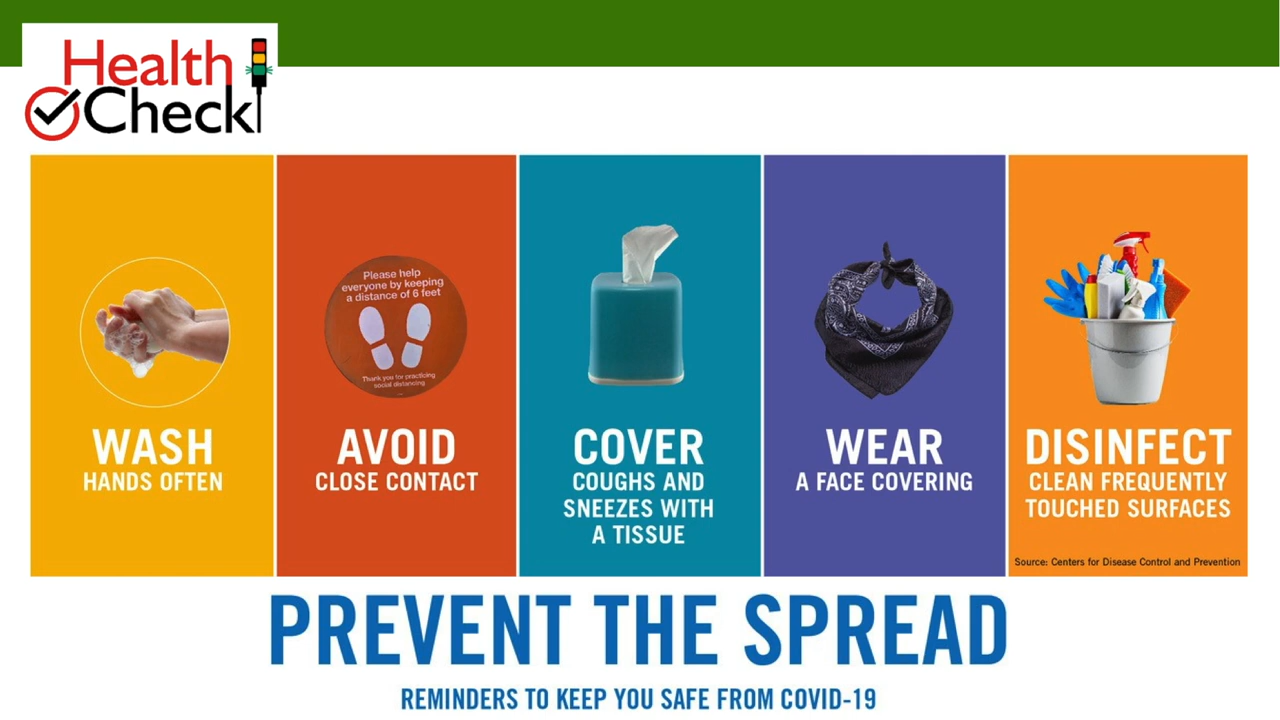 Health
Check
Please help
everyone by keeping
a distance of 6 feet
Thank you for practicing
social distancing
WASH
HANDS OFTEN
AVOID
CLOSE CONTACT
COVER
COUGHS AND
SNEEZES WITH
A TISSUE
WEAR
A FACE COVERING
DISINFECT
CLEAN FREQUENTLY
TOUCHED SURFACES
Source: Centers for Disease Control and Prevention
PREVENT THE SPREAD
REMINDERS TO KEEP YOU SAFE FROM COVID-19